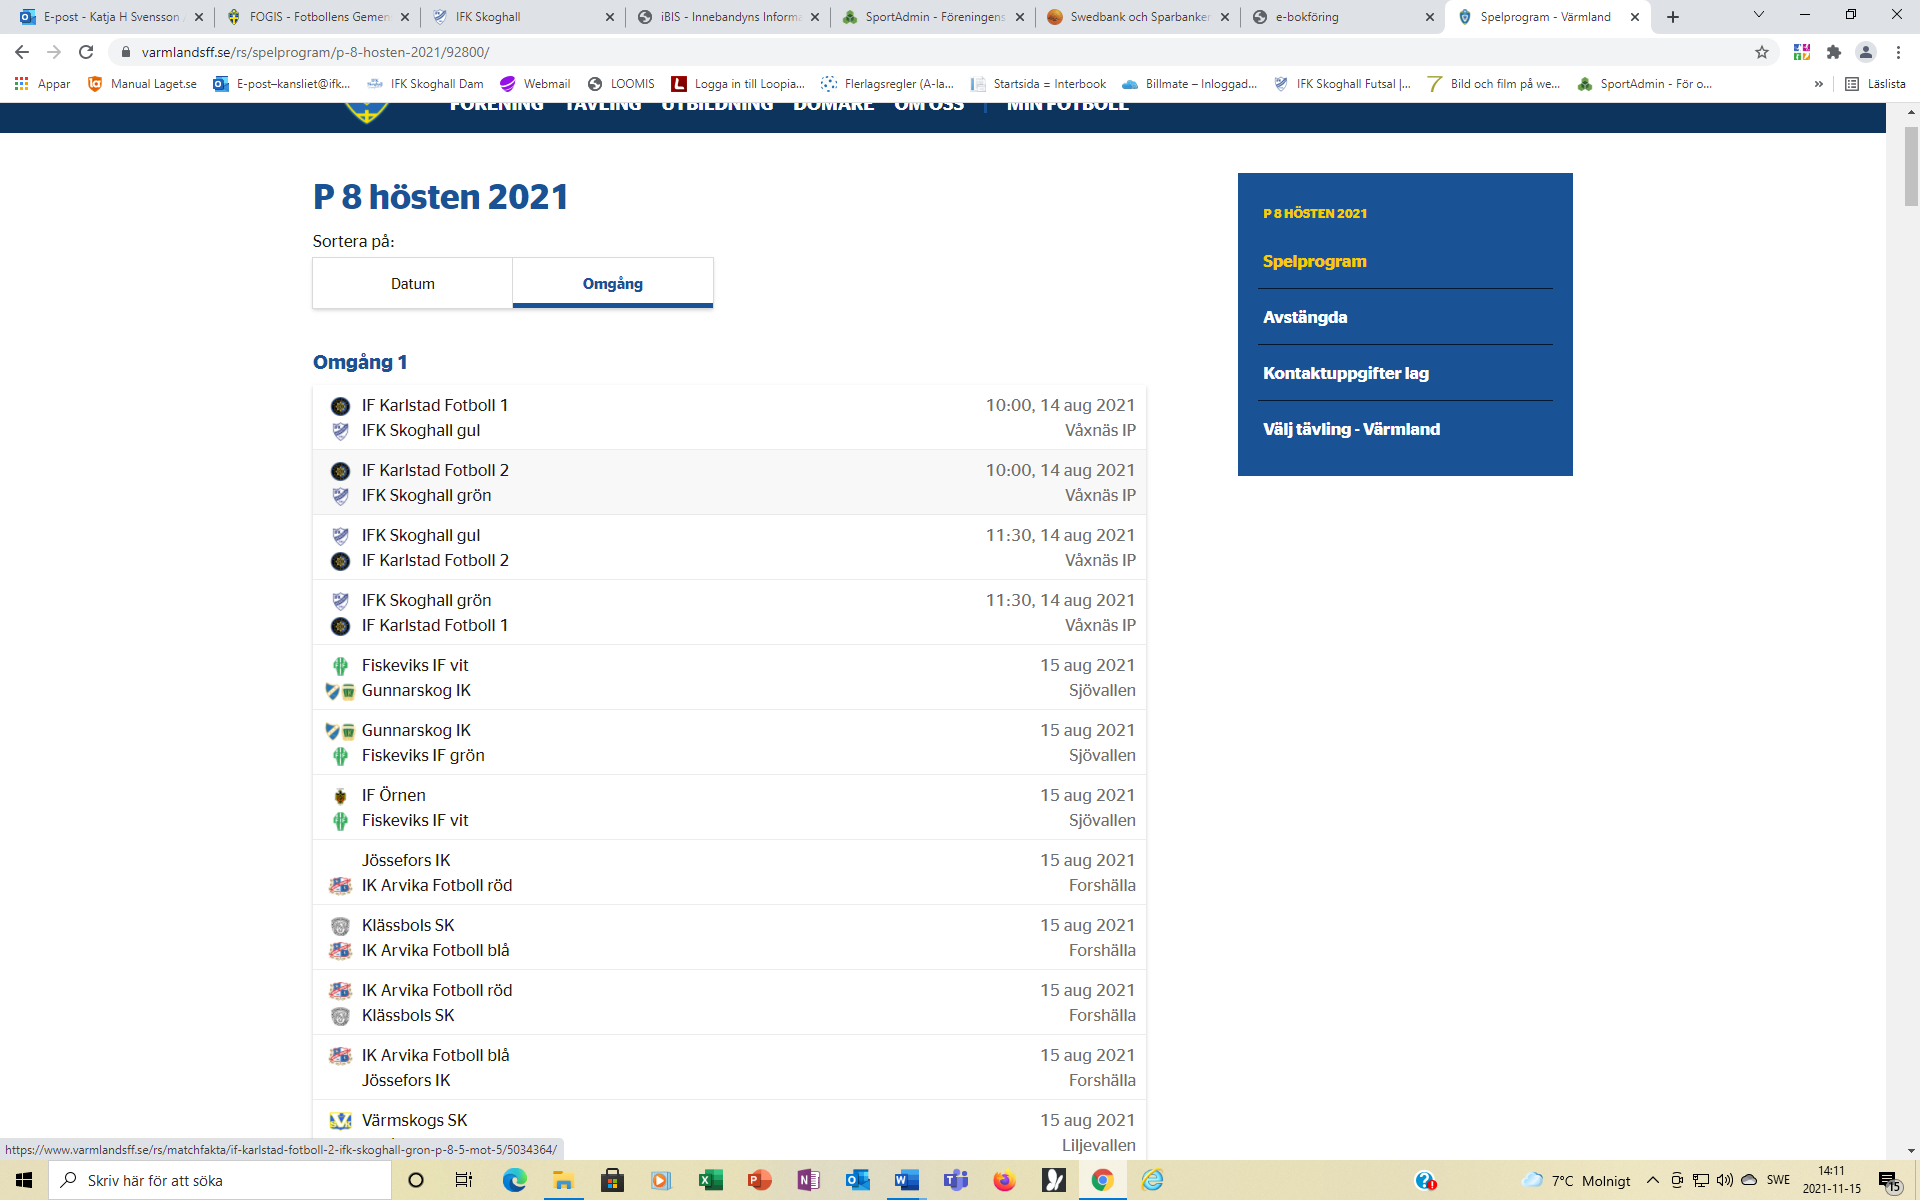 E-post - Katja H Svensson
FOGIS - Fotbollens Gemen
IFK Skoghall
iBIS - Innebandyns Informa
SportAdmin - Föreningens
Swedbank och Sparbanker
e-bokföring
Spelprogram - Värmland
varmlandsff.se/rs/spelprogram/p-8-hosten-2021/92800/
Appar
Manual Laget.se
E-post–kansliet@ifk...
IFK Skoghall Dam
Webmail
LOOMIS
Logga in till Loopia...
Flerlagsregler (A-la...
Startsida = Interbook
Billmate – Inloggad...
IFK Skoghall Futsal |...
Bild och film på we...
SportAdmin - För o...
»
Läslista
FÖRENING TÄVLING UTBILDNING DOMARE OM OSS MIN FOTBOLL
P 8 hösten 2021
Sortera på:
Datum
Omgång
Omgång 1
IF Karlstad Fotboll 1 10:00, 14 aug 2021
IFK Skoghall gul Våxnäs IP
IF Karlstad Fotboll 2 10:00, 14 aug 2021
IFK Skoghall grön Våxnäs IP
IFK Skoghall gul 11:30, 14 aug 2021
IF Karlstad Fotboll 2 Våxnäs IP
IFK Skoghall grön 11:30, 14 aug 2021
IF Karlstad Fotboll 1 Våxnäs IP
Fiskeviks IF vit 15 aug 2021
Gunnarskog IK Sjövallen
Gunnarskog IK 15 aug 2021
Fiskeviks IF grön Sjövallen
IF Örnen 15 aug 2021
Fiskeviks IF vit Sjövallen
Jössefors IK 15 aug 2021
IK Arvika Fotboll röd Forshälla
Klässbols SK 15 aug 2021
IK Arvika Fotboll blå Forshälla
IK Arvika Fotboll röd 15 aug 2021
Klässbols SK Forshälla
IK Arvika Fotboll blå 15 aug 2021
Jössefors IK Forshälla
Värmskogs SK 15 aug 2021
Liljevallen
P 8 HÖSTEN 2021
Spelprogram
Avstängda
Kontaktuppgifter lag
Välj tävling - Värmland
https://www.varmlandsff.se/rs/matchfakta/if-karlstad-fotboll-2-ifk-skoghall-gron-p-8-5-mot-5/5034364/
Skriv här för att söka
7°C Molnigt
SWE
14:11
2021-11-15
15